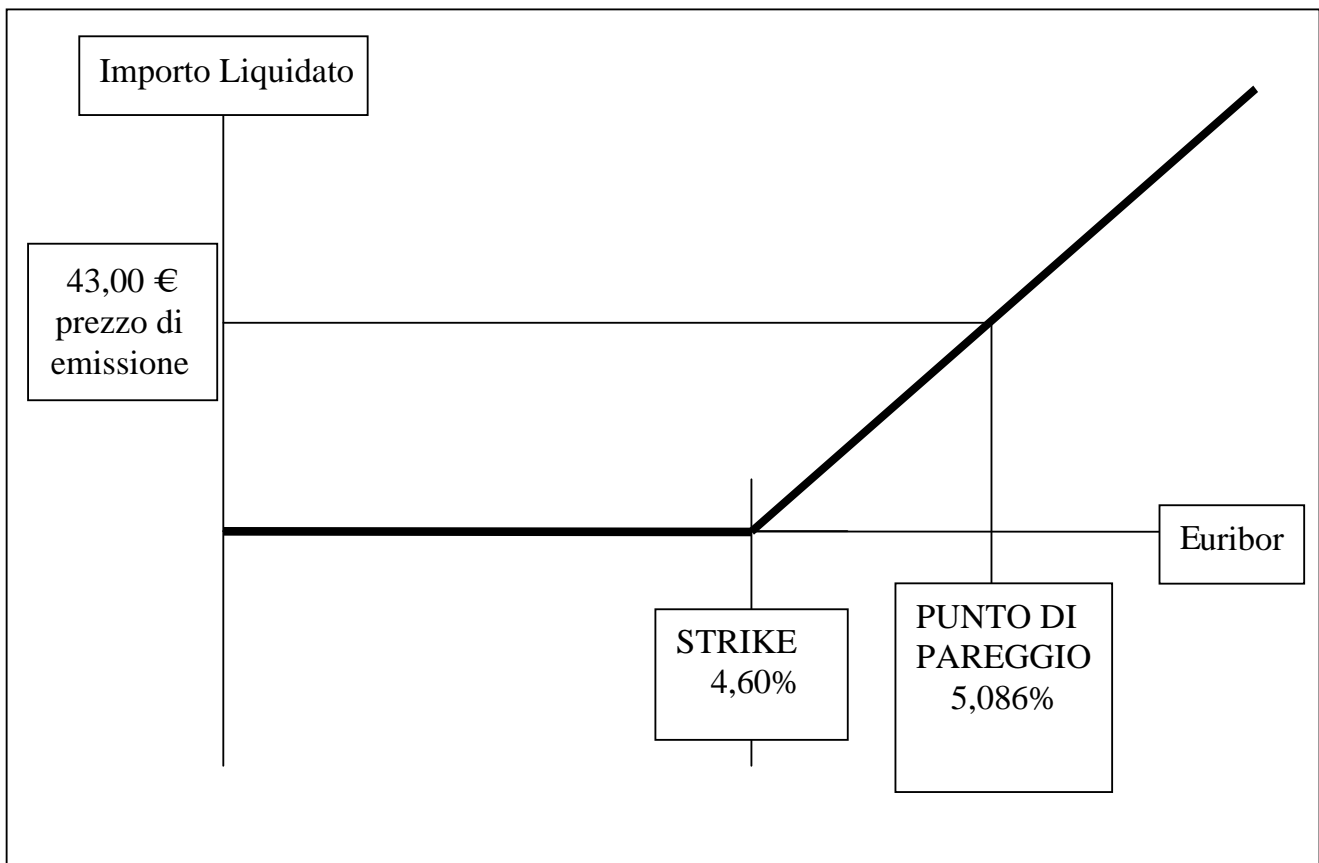 Importo Liquidato
43,00 €
prezzo di
emissione
Euribor
STRIKE
4,60%
PUNTO DI
PAREGGIO
5,086%